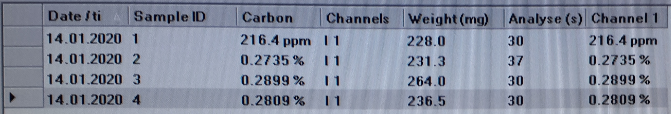 Date / ti Sample ID Carbon Channels Weight (mg) Analyse (s) Channel 1
14.01.2020 1 216.4 ppm I 1 228.0 30 216.4 ppm
14.01.2020 2 0.2735 % I 1 231.3 37 0.2735 %
14.01.2020 3 0.2899 % I 1 264.0 30 0.2899 %
14.01.2020 4 0.2809 % I 1 236.5 30 0.2809 %